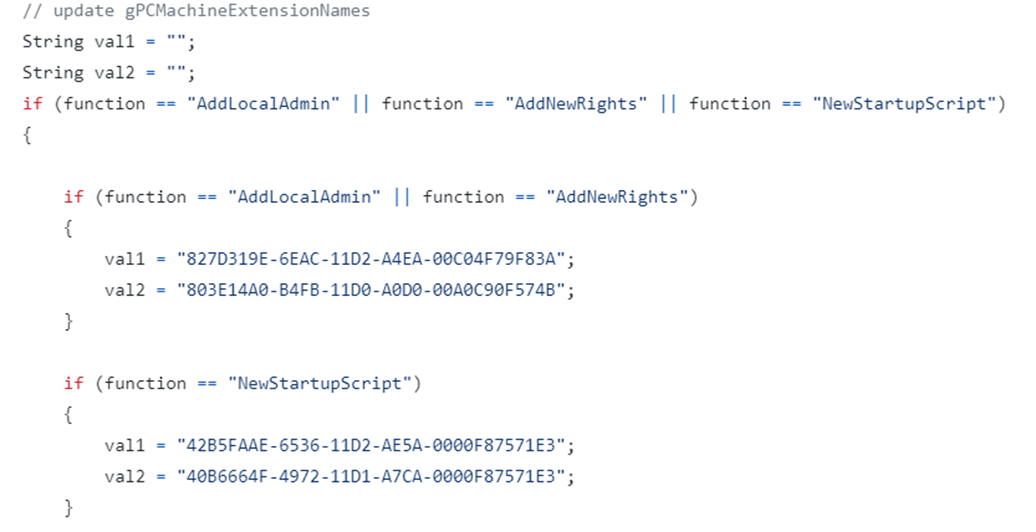 // update gPCMachineExtensionNames
String val1 = "";
String val2 = "";
if (function == "AddLocalAdmin" || function == "AddNewRights" || function == "NewStartupScript")
{
if (function == "AddLocalAdmin" || function == "AddNewRights")
{
val1 = "827D319E-6EAC-11D2-A4EA-00C04F79F83A";
val2 = "803E14A0-B4FB-11D0-A0D0-00A0C90F574B";
}
if (function == "NewStartupScript")
{
val1 = "42B5FAAE-6536-11D2-AE5A-0000F87571E3";
val2 = "40B6664F-4972-11D1-A7CA-0000F87571E3";
}